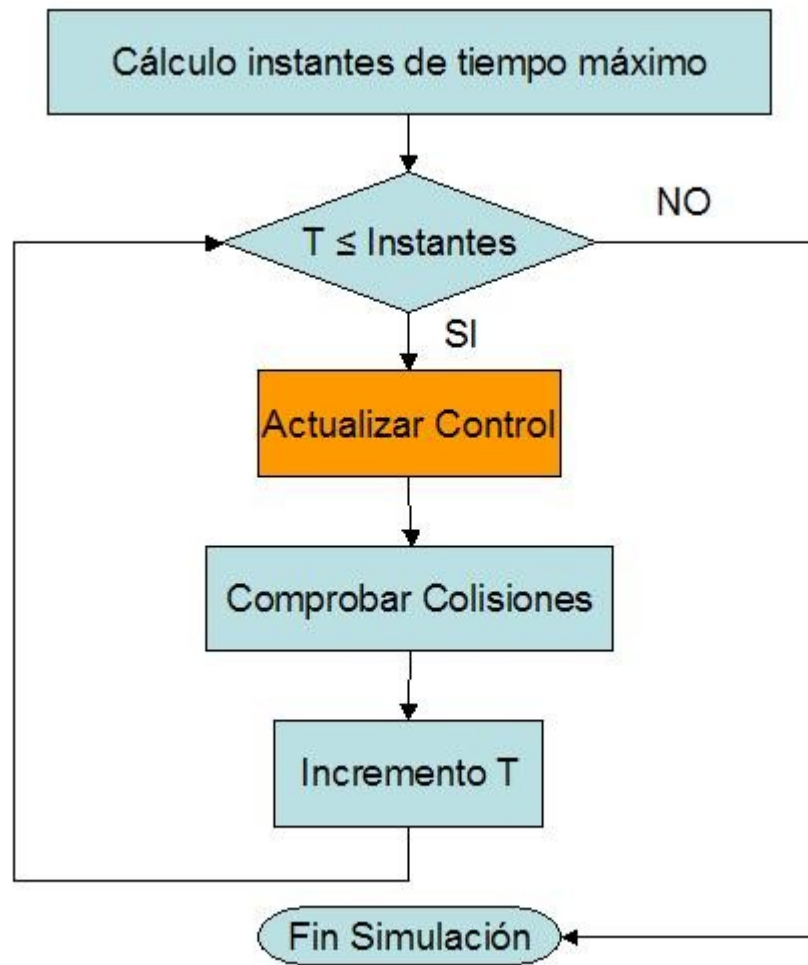 Cálculo instantes de tiempo máximo
NO
T ≤ Instantes
SI
Actualizar Control
Comprobar Colisiones
Incremento T
Fin Simulación